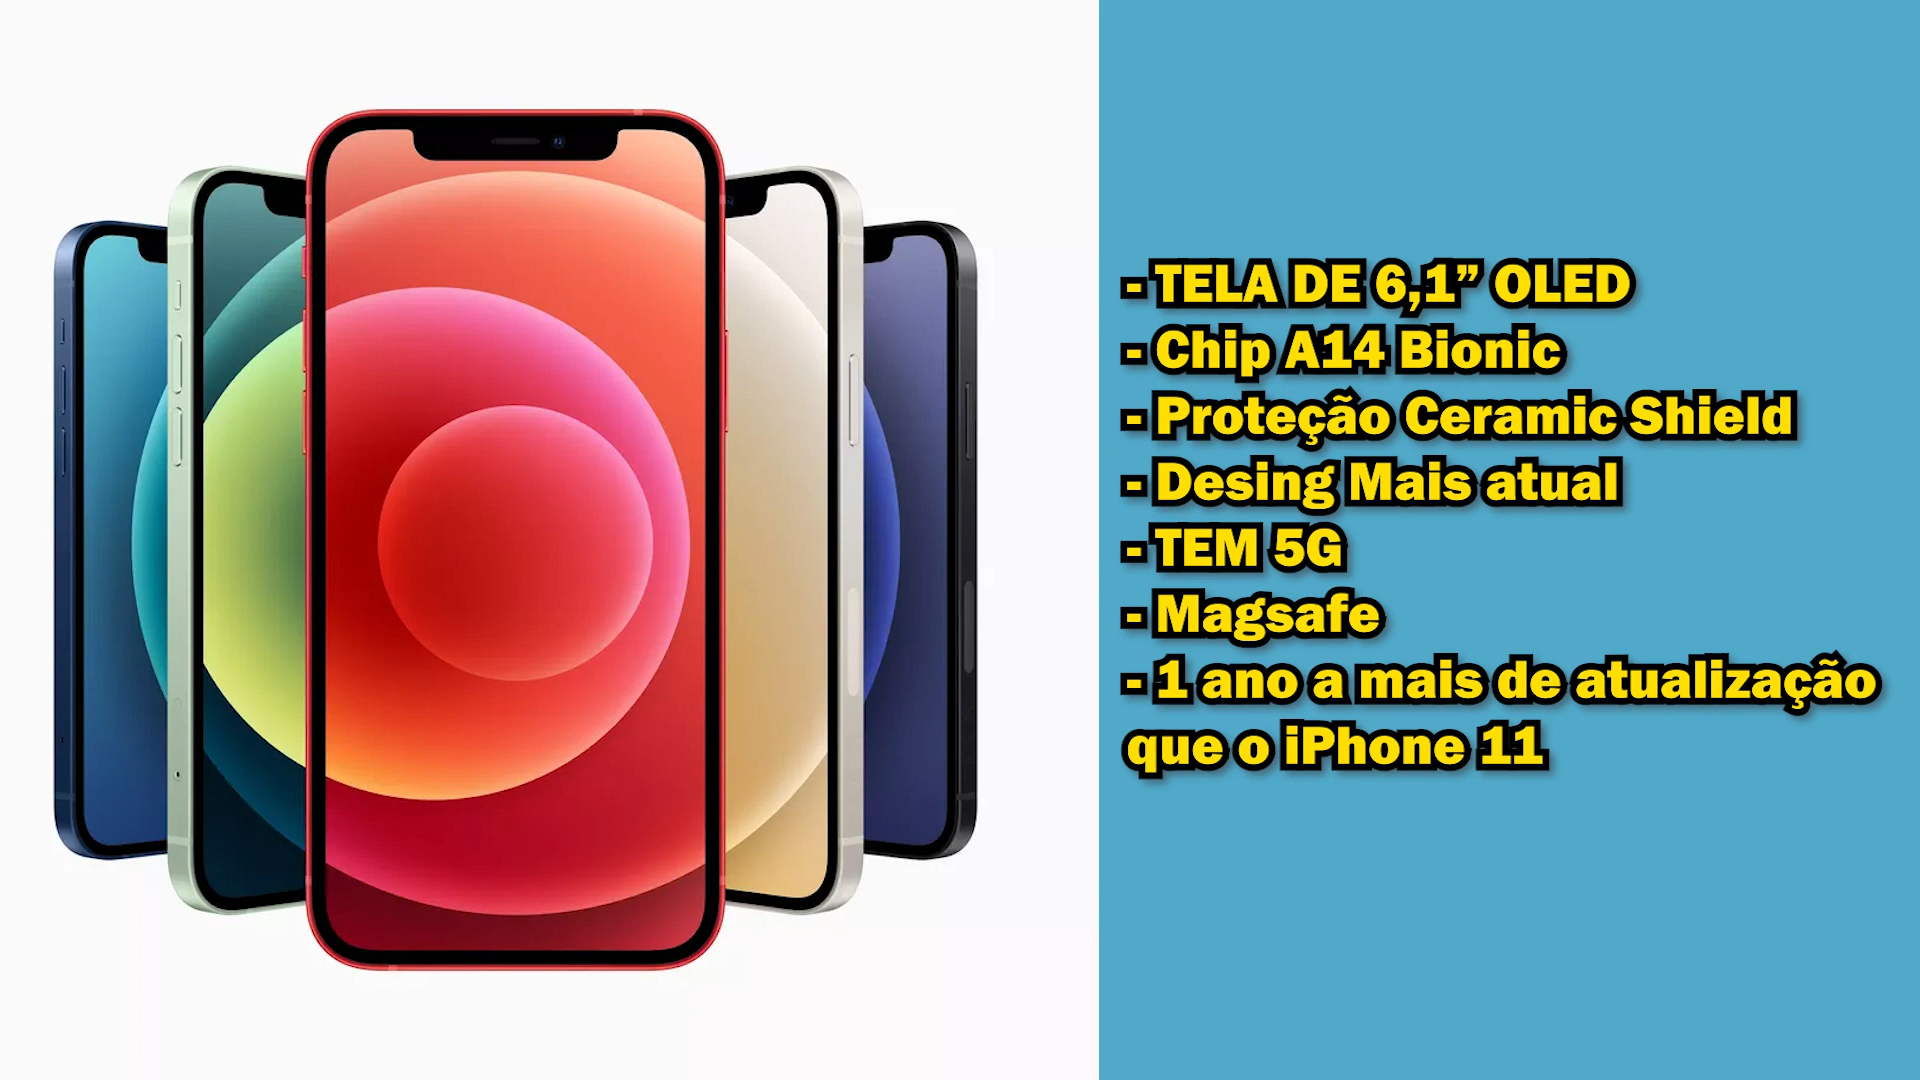 - TELA DE 6,1” OLED
- Chip A14 Bionic
- Proteção Ceramic Shield
- Desing Mais atual
- TEM 5G
- Magsafe
- 1 ano a mais de atualização
que o iPhone 11